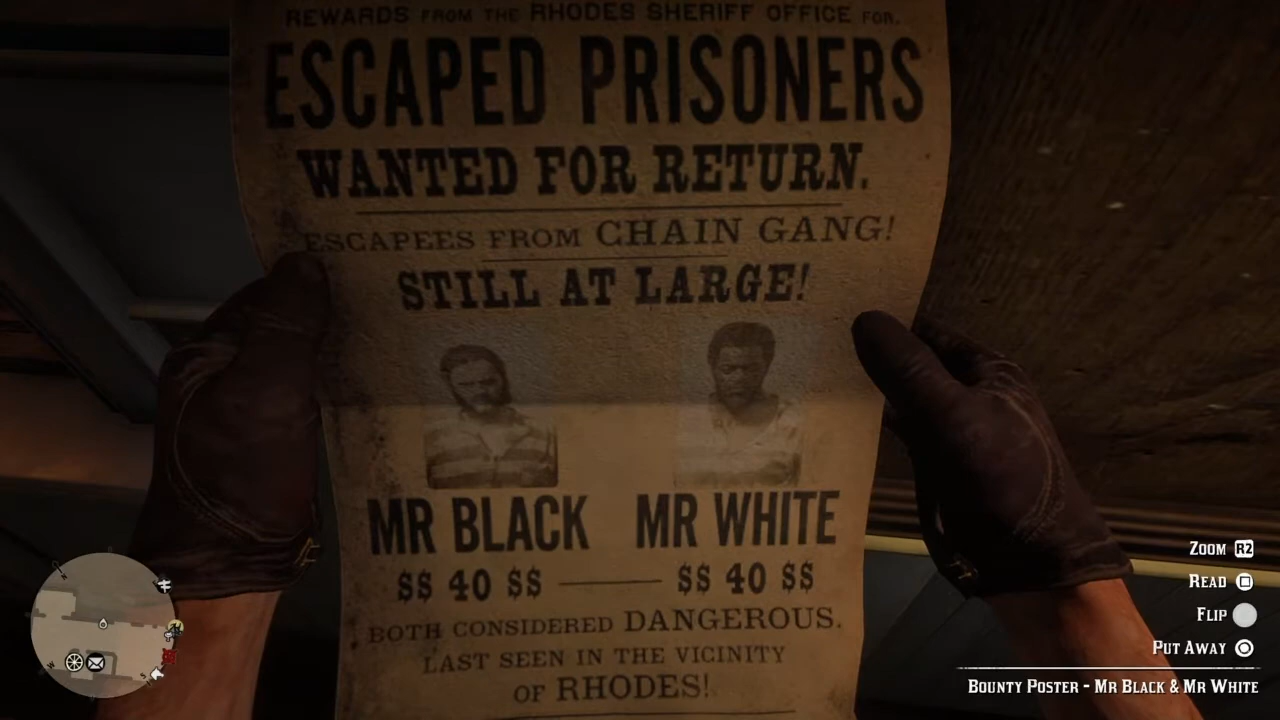 REWARDS FROM THE RHODES SHERIFF OFFICE FOR,
ESCAPED PRISONERS
WANTED FOR RETURN.
ESCAPEES FROM CHAIN GANG!
STILL AT LARGE!
MR BLACK MR WHITE
$$ 40 $$ $$ 40 $$
BOTH CONSIDERED DANGEROUS.
LAST SEEN IN THE VICINITY
OF RHODES!
ZOOM R2
READ
FLIP
PUT AWAY
BOUNTY POSTER - MR BLACK & MR WHITE